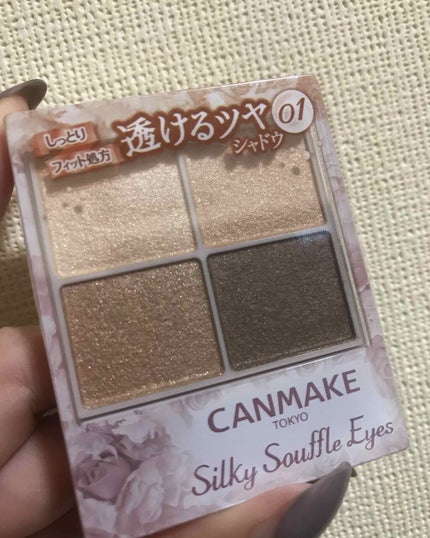 しっとり
フィット処方
透けるツヤ
シャドウ
01
CANMAKE
TOKYO
Silky Souffle Eyes